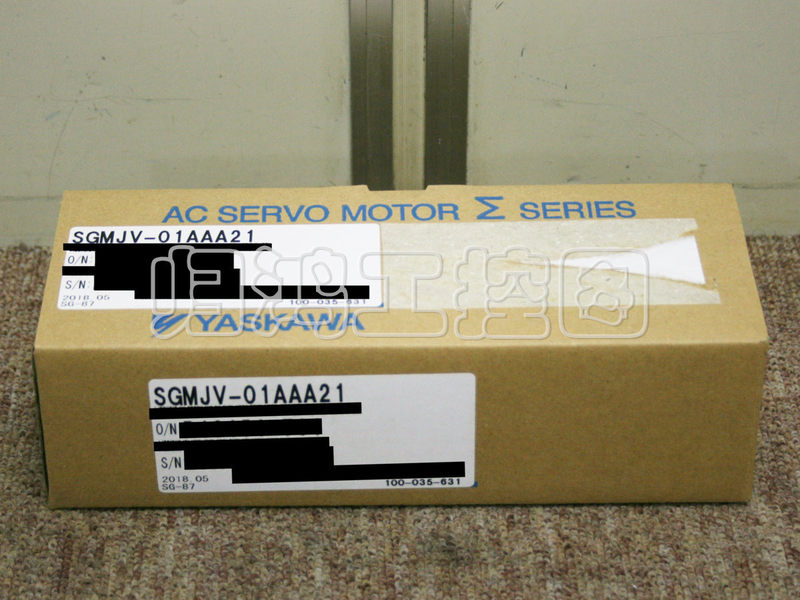 AC SERVO MOTOR Σ SERIES
SGMJV-01AAA21
O/N:
S/N:
2018.05
SG-87
100-035-631
YASKAWA
SGMJV-01AAA21
O/N
S/N
2018.05
SG-87
100-035-631